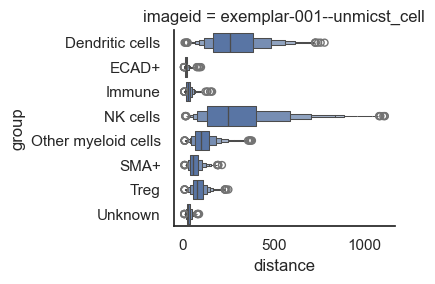 imageid = exemplar-001--unmicst_cell
group
Dendritic cells
ECAD+
Immune
NK cells
Other myeloid cells
SMA+
Treg
Unknown
0 500 1000
distance